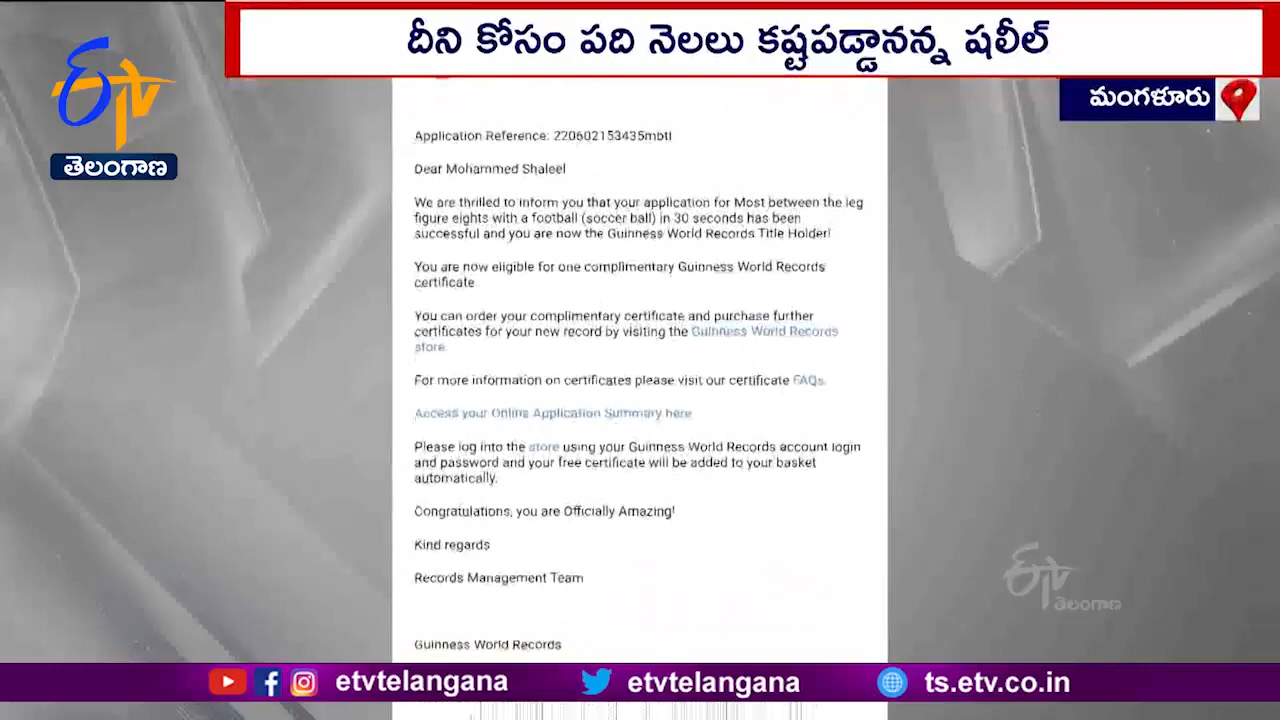 దీని కోసం పది నెలలు కష్టపడ్డానన్న షలీల్
ETV
తెలంగాణ
మంగళూరు
Application Reference: 220602153435mbtl
Dear Mohammed Shaleel
We are thrilled to inform you that your application for Most between the leg
figure eights with a football (soccer ball) in 30 seconds has been
successful and you are now the Guinness World Records Title Holder!
You are now eligible for one complimentary Guinness World Records
certificate.
You can order your complimentary certificate and purchase further
certificates for your new record by visiting the Guinness World Records
store.
For more information on certificates please visit our certificate FAQs.
Access your Online Application Summary here
Please log into the store using your Guinness World Records account login
and password and your free certificate will be added to your basket
automatically.
Congratulations, you are Officially Amazing!
Kind regards
Records Management Team
Guinness World Records
ETV
తెలంగాణ
etvtelangana
etvtelangana
ts.etv.co.in